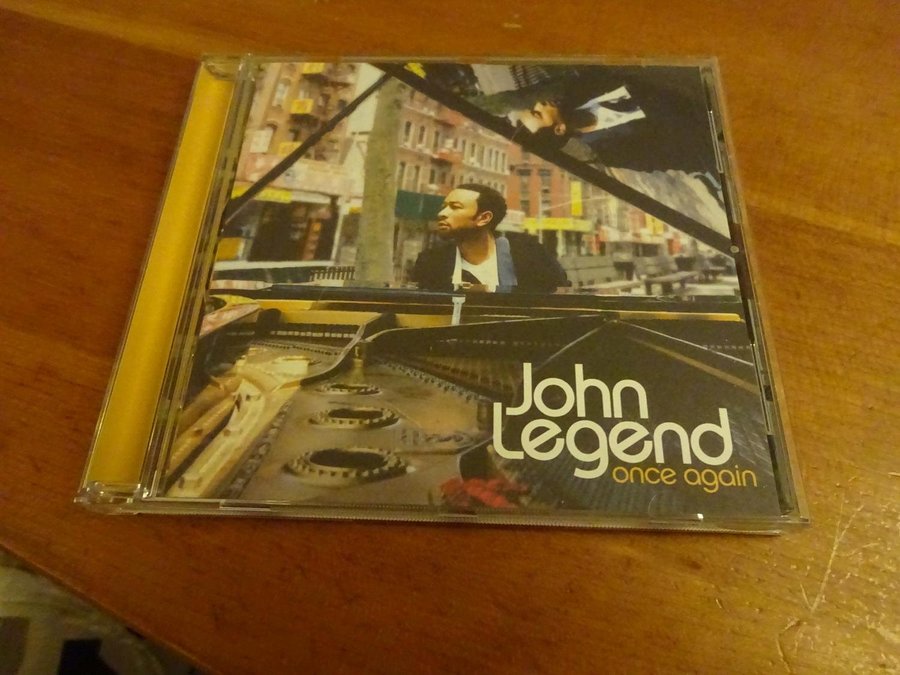 John
Legend
once again